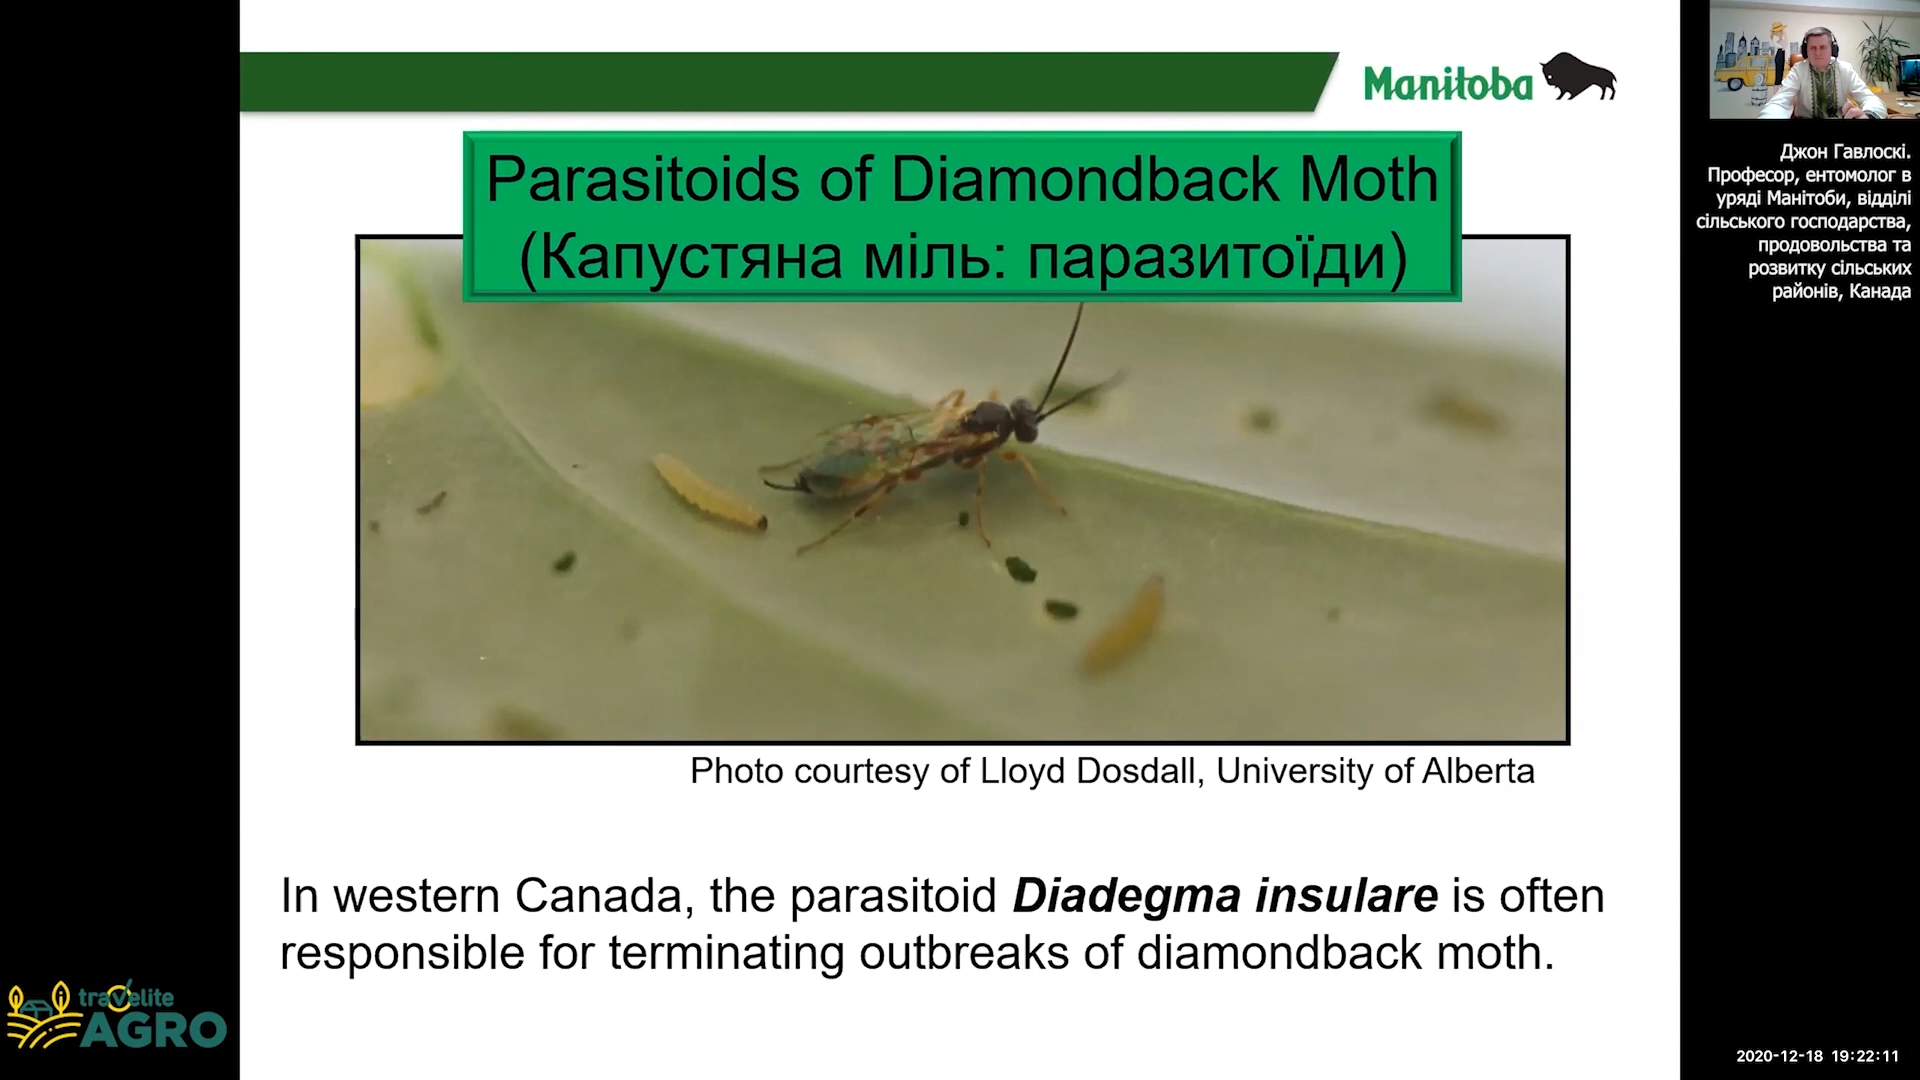 Manitoba
Parasitoids of Diamondback Moth
(Капустяна міль: паразитоїди)
Photo courtesy of Lloyd Dosdall, University of Alberta
In western Canada, the parasitoid Diadegma insulare is often
responsible for terminating outbreaks of diamondback moth.
Джон Гавлоскі.
Професор, ентомолог в
уряді Манітоби, відділі
сільського господарства,
продовольства та
розвитку сільських
районів, Канада
travelite
AGRO
2020-12-18 19:22:11